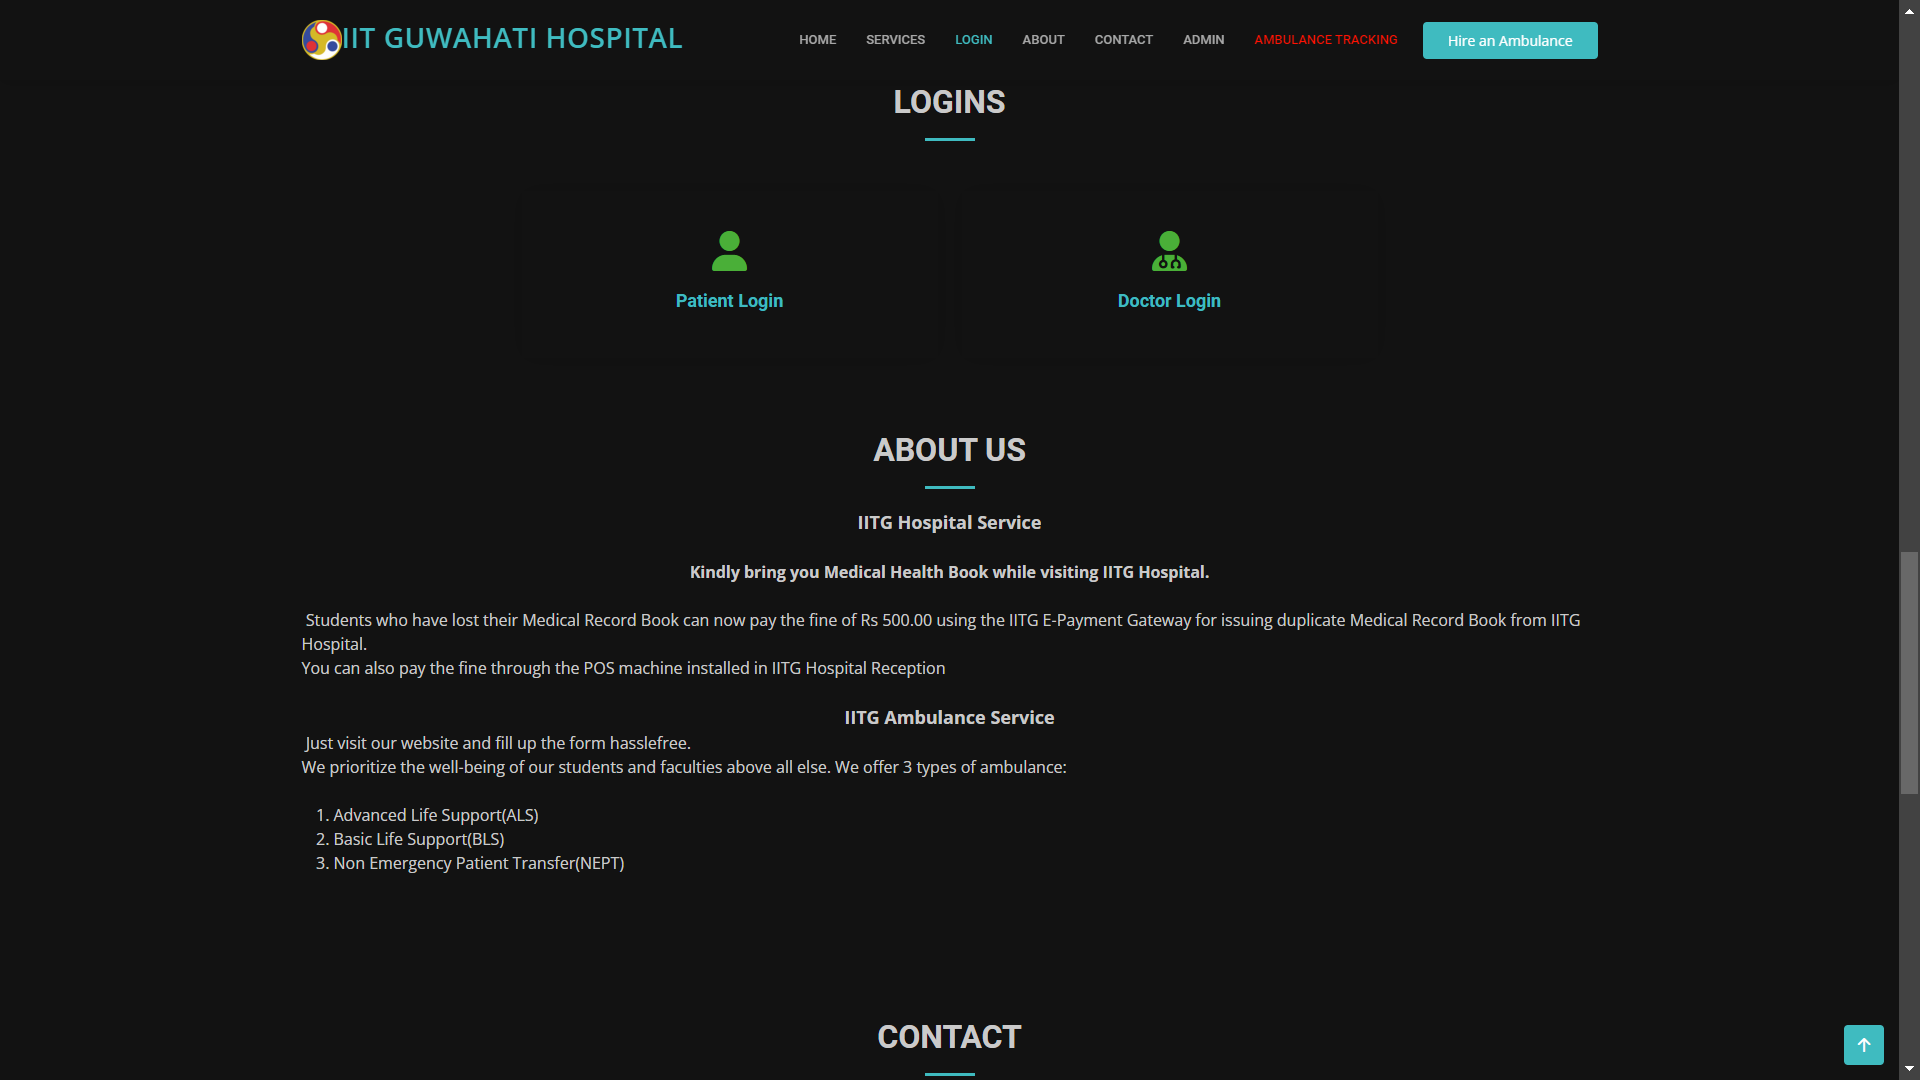 IIT GUWAHATI HOSPITAL
HOME
SERVICES
LOGIN
ABOUT
CONTACT
ADMIN
AMBULANCE TRACKING
Hire an Ambulance
LOGINS
Patient Login
Doctor Login
ABOUT US
IITG Hospital Service
Kindly bring you Medical Health Book while visiting IITG Hospital.
Students who have lost their Medical Record Book can now pay the fine of Rs 500.00 using the IITG E-Payment Gateway for issuing duplicate Medical Record Book from IITG
Hospital.
You can also pay the fine through the POS machine installed in IITG Hospital Reception
IITG Ambulance Service
Just visit our website and fill up the form hasslefree.
We prioritize the well-being of our students and faculties above all else. We offer 3 types of ambulance:
1. Advanced Life Support(ALS)
2. Basic Life Support(BLS)
3. Non Emergency Patient Transfer(NEPT)
CONTACT